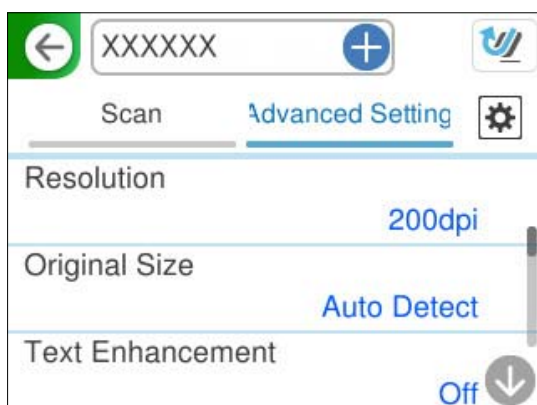 XXXXXX
Scan
Advanced Setting
Resolution
200dpi
Original Size
Auto Detect
Text Enhancement
Off